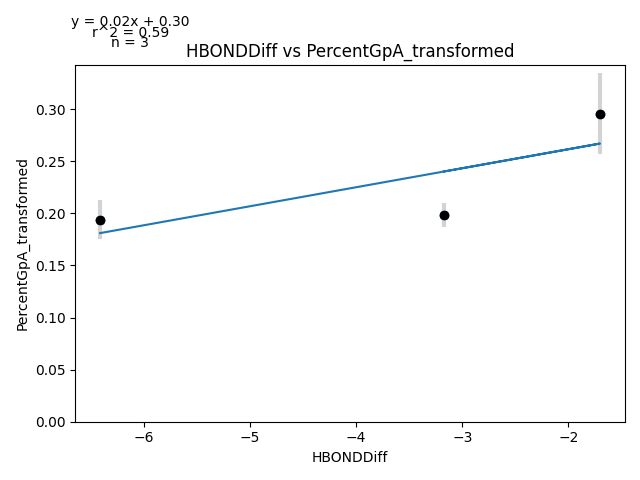 y = 0.02x + 0.30
r^2 = 0.59
n = 3
HBONDDiff vs PercentGpA_transformed
PercentGpA_transformed
0.30
0.25
0.20
0.15
0.10
0.05
0.00
−6
−5
−4
−3
−2
HBONDDiff